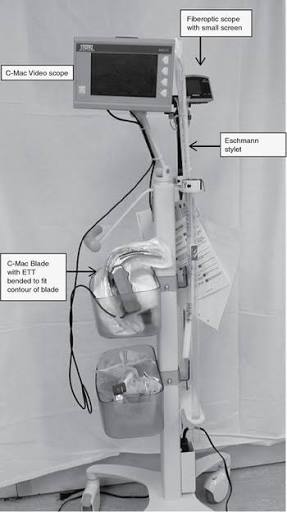 Fiberoptic scope
with small screen
STORZ
C-Mac Video scope
Eschmann
stylet
C-Mac Blade
with ETT
bended to fit
contour of blade